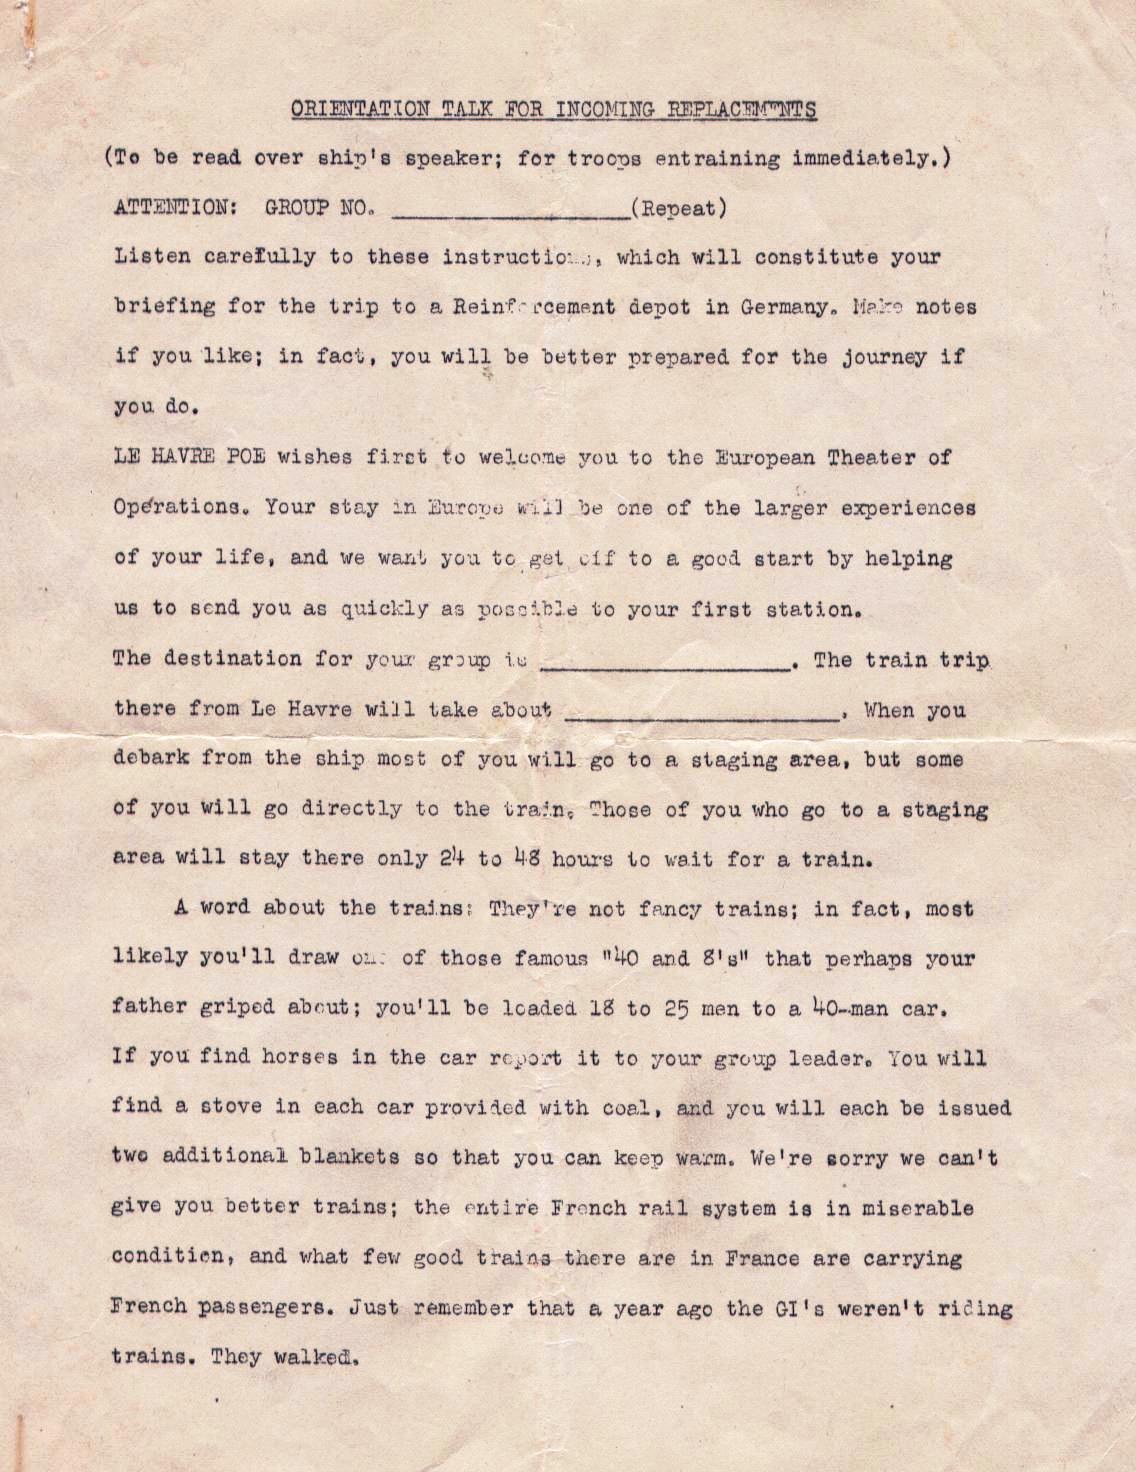 ORIENTATION TALK FOR INCOMING REPLACEMENTS
(To be read over ship's speaker; for troops entraining immediately.)
ATTENTION: GROUP NO. ___________________(Repeat)
Listen carefully to these instructions, which will constitute your
briefing for the trip to a Reinforcement depot in Germany. Make notes
if you like; in fact, you will be better prepared for the journey if
you do.
LE HAVRE POE wishes first to welcome you to the European Theater of
Operations. Your stay in Europe will be one of the larger experiences
of your life, and we want you to get off to a good start by helping
us to send you as quickly as possible to your first station.
The destination for your group is ____________________. The train trip
there from Le Havre will take about ______________________. When you
debark from the ship most of you will go to a staging area, but some
of you will go directly to the train. Those of you who go to a staging
area will stay there only 24 to 48 hours to wait for a train.
A word about the trains: They're not fancy trains; in fact, most
likely you'll draw one of those famous "40 and 8's" that perhaps your
father griped about; you'll be loaded 18 to 25 men to a 40-man car.
If you find horses in the car report it to your group leader. You will
find a stove in each car provided with coal, and you will each be issued
two additional blankets so that you can keep warm. We're sorry we can't
give you better trains; the entire French rail system is in miserable
condition, and what few good trains there are in France are carrying
French passengers. Just remember that a year ago the GI's weren't riding
trains. They walked.